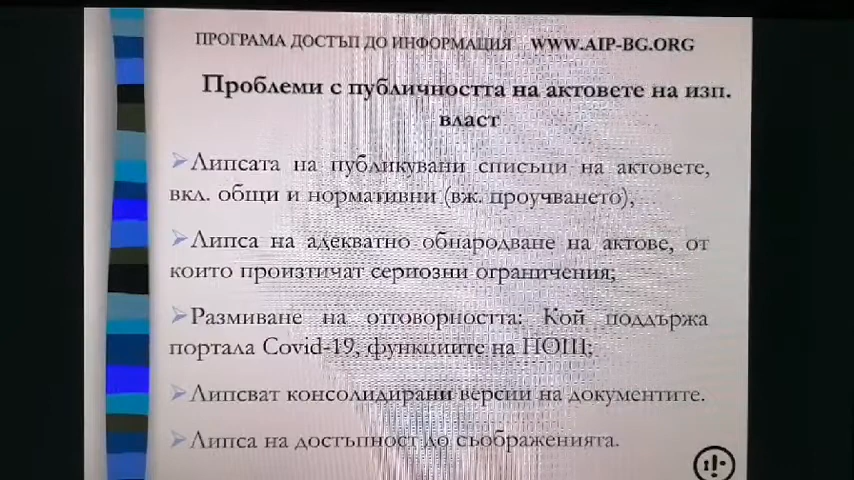 ПРОГРАМА ДОСТЪП ДО ИНФОРМАЦИЯ WWW.AIP-BG.ORG
Проблеми с публичността на актовете на изп.
власт
Липсата на публикувани списъци на актовете,
вкл. общи и нормативни (вж. проучването),
Липса на адекватно обнародване на актове, от
които произтичат сериозни ограничения;
Размиване на отговорността: Кой поддържа
портала Covid-19, функциите на НОЩ;
Липсват консолидирани версии на документите.
Липса на достъпност до съображенията.